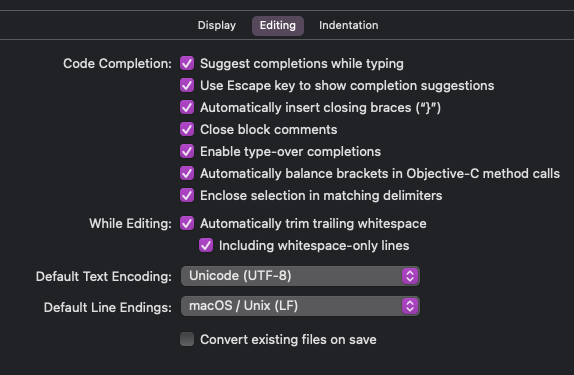 Display Editing Indentation
Code Completion: Suggest completions while typing
Use Escape key to show completion suggestions
Automatically insert closing braces (“}”)
Close block comments
Enable type-over completions
Automatically balance brackets in Objective-C method calls
Enclose selection in matching delimiters
While Editing: Automatically trim trailing whitespace
Including whitespace-only lines
Default Text Encoding: Unicode (UTF-8)
Default Line Endings: macOS / Unix (LF)
Convert existing files on save